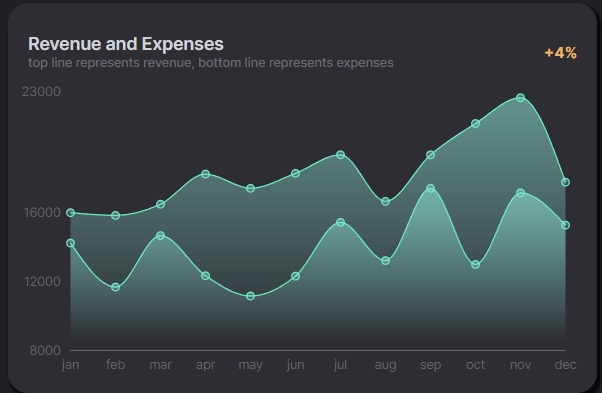 Revenue and Expenses
+4%
top line represents revenue, bottom line represents expenses
23000
16000
12000
8000
jan feb mar apr may jun jul aug sep oct nov dec